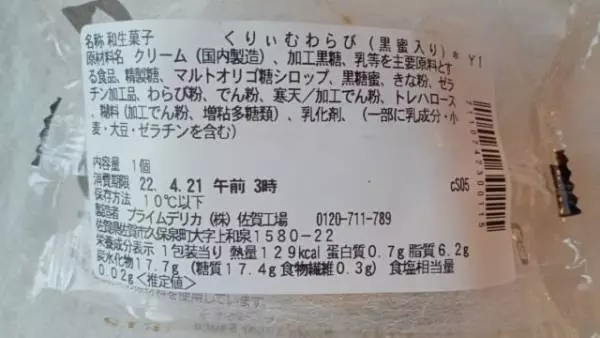 名称 和生菓子 くりぃむわらび(黒蜜入り)* Y1
原材料名 クリーム(国内製造)、加工黒糖、乳等を主要原料とす
る食品、精製糖、マルトオリゴ糖シロップ、黒糖蜜、きな粉、ゼラ
チン加工品、わらび粉、でん粉、寒天/加工でん粉、トレハロース
、糊料(加工でん粉、増粘多糖類)、乳化剤、(一部に乳成分・小
麦・大豆・ゼラチンを含む)
内容量 1個
消費期限 22. 4.21 午前 3時 cS05
保存方法 10℃以下
製造者 プライムデリカ(株)佐賀工場 0120-711-789
佐賀県佐賀市久保泉町大字上和泉1580-22
栄養成分表示 1包装当り 熱量129kcal 蛋白質0.7g 脂質6.2g
炭水化物17.7g (糖質17.4g 食物繊維0.3g) 食塩相当量
0.02g<推定値>
を使用しています。